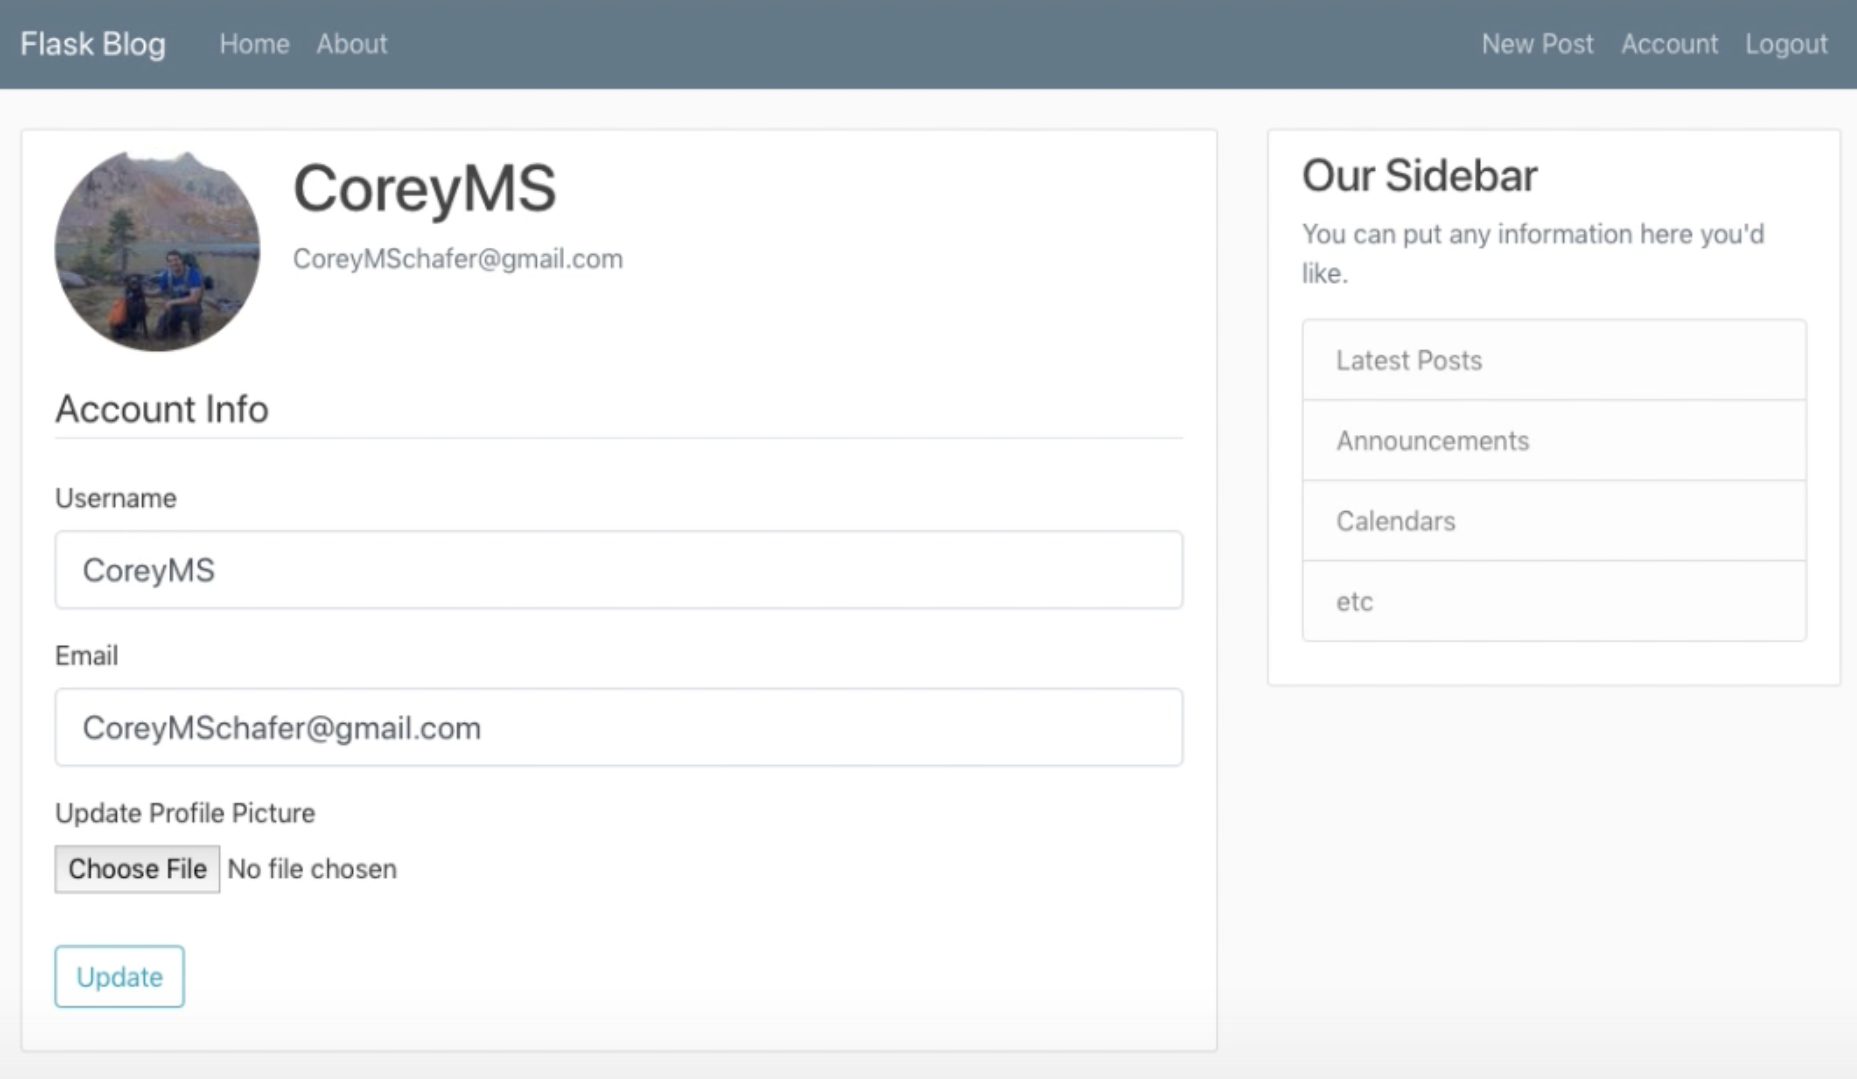 Flask Blog Home About New Post Account Logout
CoreyMS
CoreyMSchafer@gmail.com
Account Info
Username
CoreyMS
Email
CoreyMSchafer@gmail.com
Update Profile Picture
Choose File No file chosen
Update
Our Sidebar
You can put any information here you'd
like.
Latest Posts
Announcements
Calendars
etc